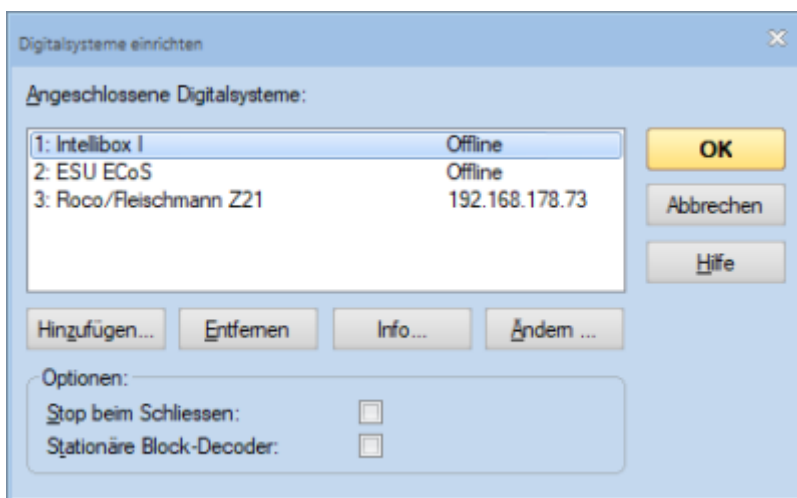 Digitalsysteme einrichten
Angeschlossene Digitalsysteme:
1: Intellibox I Offline
2: ESU ECoS Offline
3: Roco/Fleischmann Z21 192.168.178.73
OK
Abbrechen
Hilfe
Hinzufügen... Entfernen Info... Ändern ...
Optionen:
Stop beim Schliessen:
Stationäre Block-Decoder: